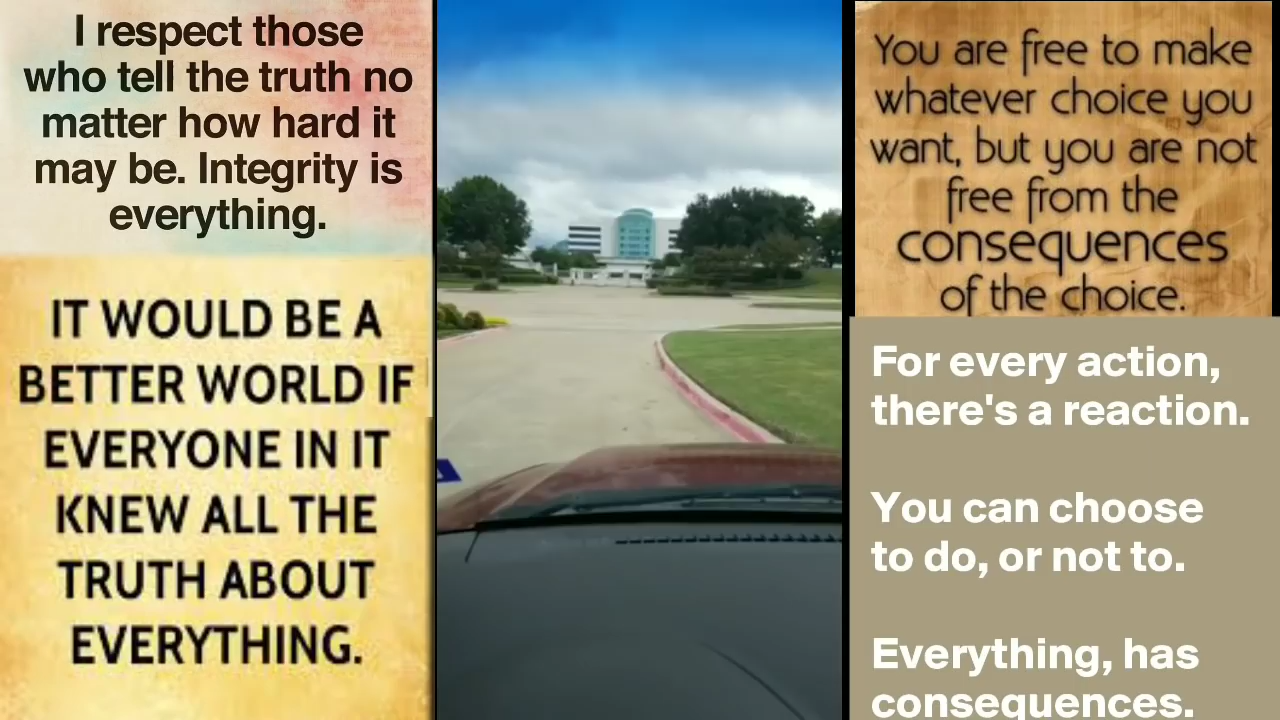 I respect those
who tell the truth no
matter how hard it
may be. Integrity is
everything.
IT WOULD BE A
BETTER WORLD IF
EVERYONE IN IT
KNEW ALL THE
TRUTH ABOUT
EVERYTHING.
You are free to make
whatever choice you
want, but you are not
free from the
consequences
of the choice.
For every action,
there's a reaction.
You can choose
to do, or not to.
Everything, has
consequences.